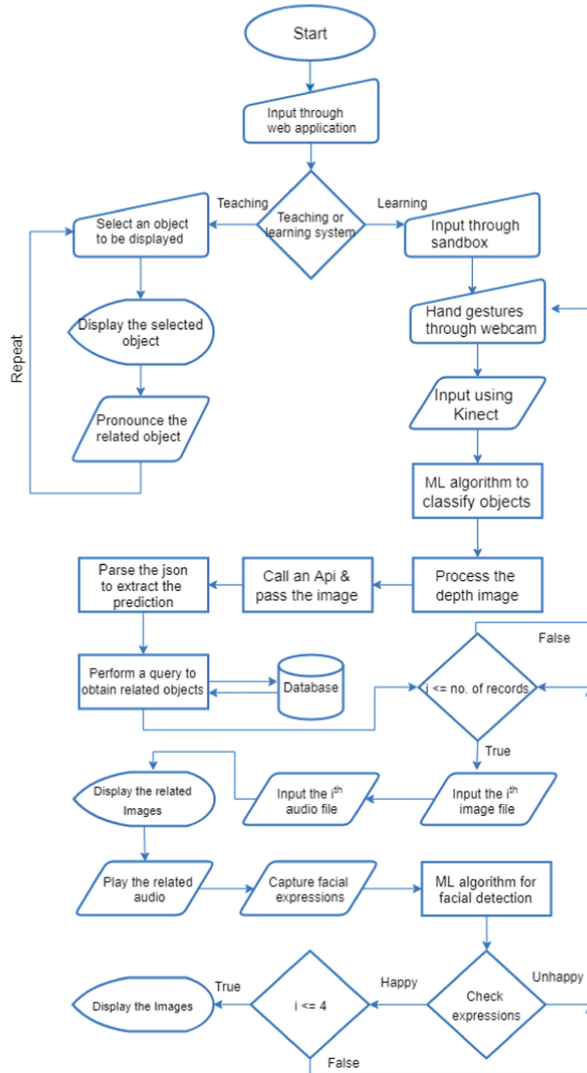 Start
Input through
web application
Teaching
Learning
Teaching or
learning system
Select an object
to be displayed
Input through
sandbox
Display the selected
object
Hand gestures
through webcam
Repeat
Pronounce the
related object
Input using
Kinect
ML algorithm to
classify objects
Parse the json
to extract the
prediction
Call an Api &
pass the image
Process the
depth image
False
Perform a query to
obtain related objects
Database
i <= no. of records
True
Display the related
Images
Input the iᵗʰ
audio file
Input the iᵗʰ
image file
Play the related
audio
Capture facial
expressions
ML algorithm for
facial detection
True
Happy
Unhappy
Display the Images
i <= 4
Check
expressions
False